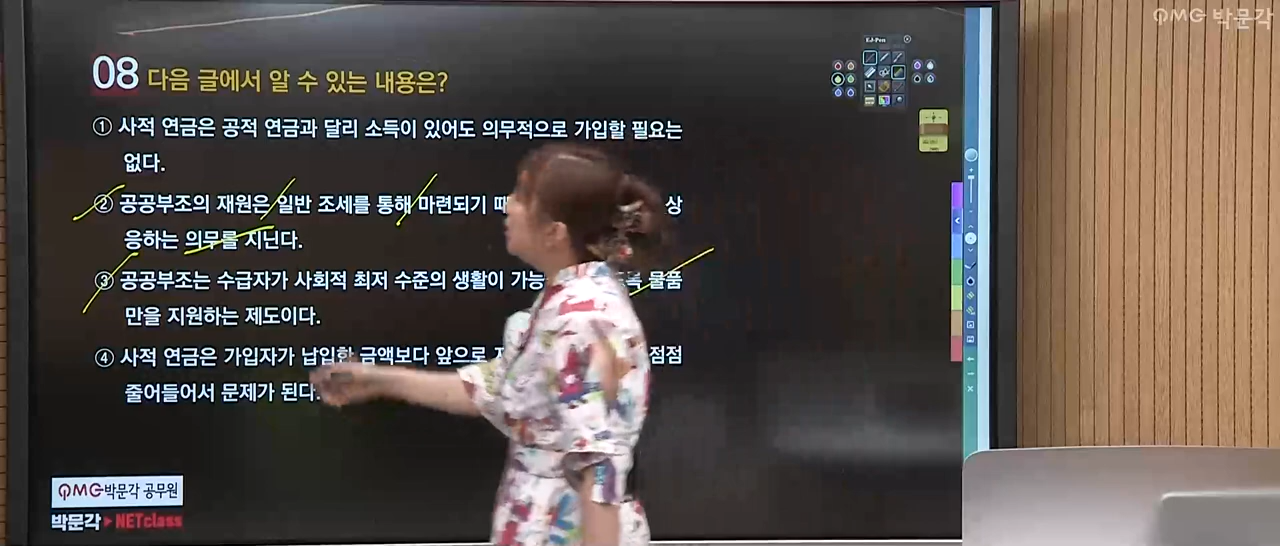 QMG 박문각
EJ-Pen
08 다음 글에서 알 수 있는 내용은?
① 사적 연금은 공적 연금과 달리 소득이 있어도 의무적으로 가입할 필요는
없다.
② 공공부조의 재원은 일반 조세를 통해 마련되기 상
응하는 의무를 지닌다.
③ 공공부조는 수급자가 사회적 최저 수준의 생활이 물품
만을 지원하는 제도이다.
④ 사적 연금은 가입자가 납입한 금액보다 앞으로 점점
줄어들어서 문제가 된다.
QMG 박문각 공무원
박문각 NETclass